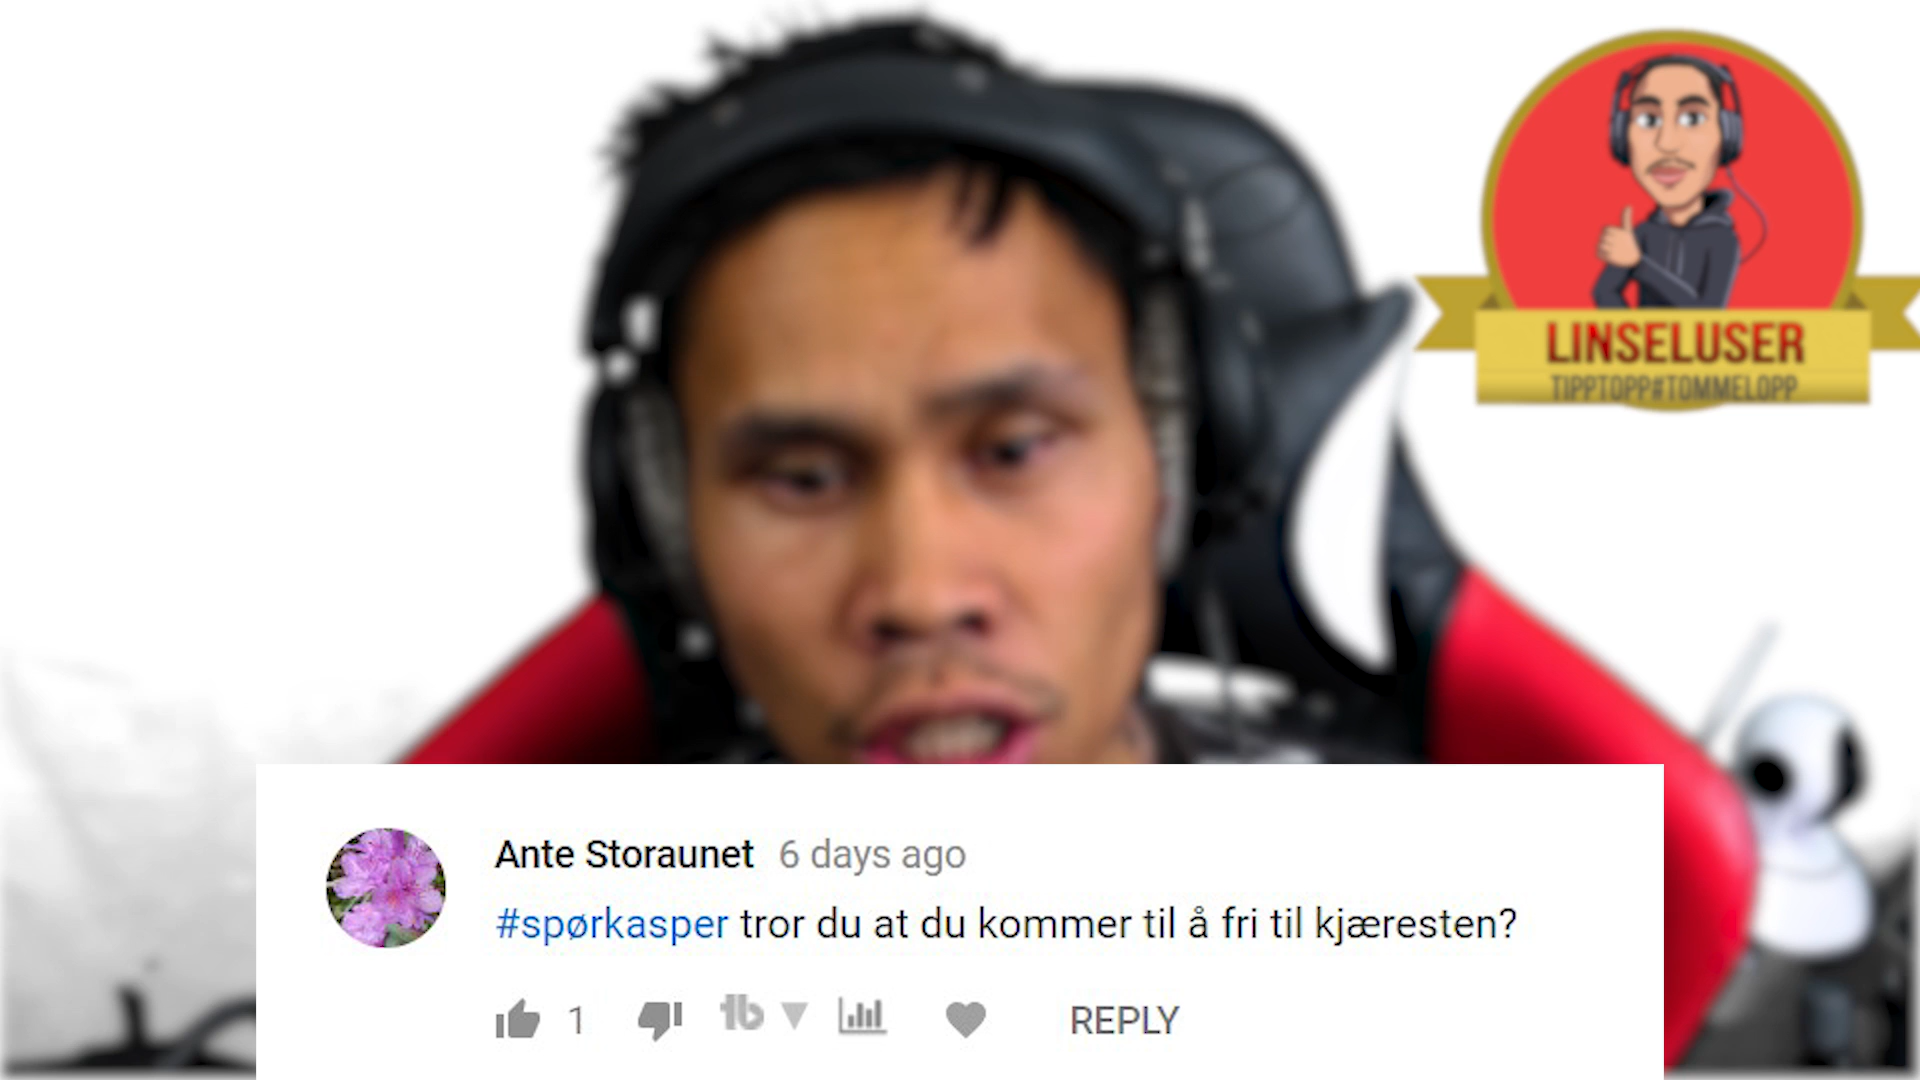 LINSELUSER
TIPPTOPP#TOMMELOPP
Ante Storaunet 6 days ago
#spørkasper tror du at du kommer til å fri til kjæresten?
1
REPLY